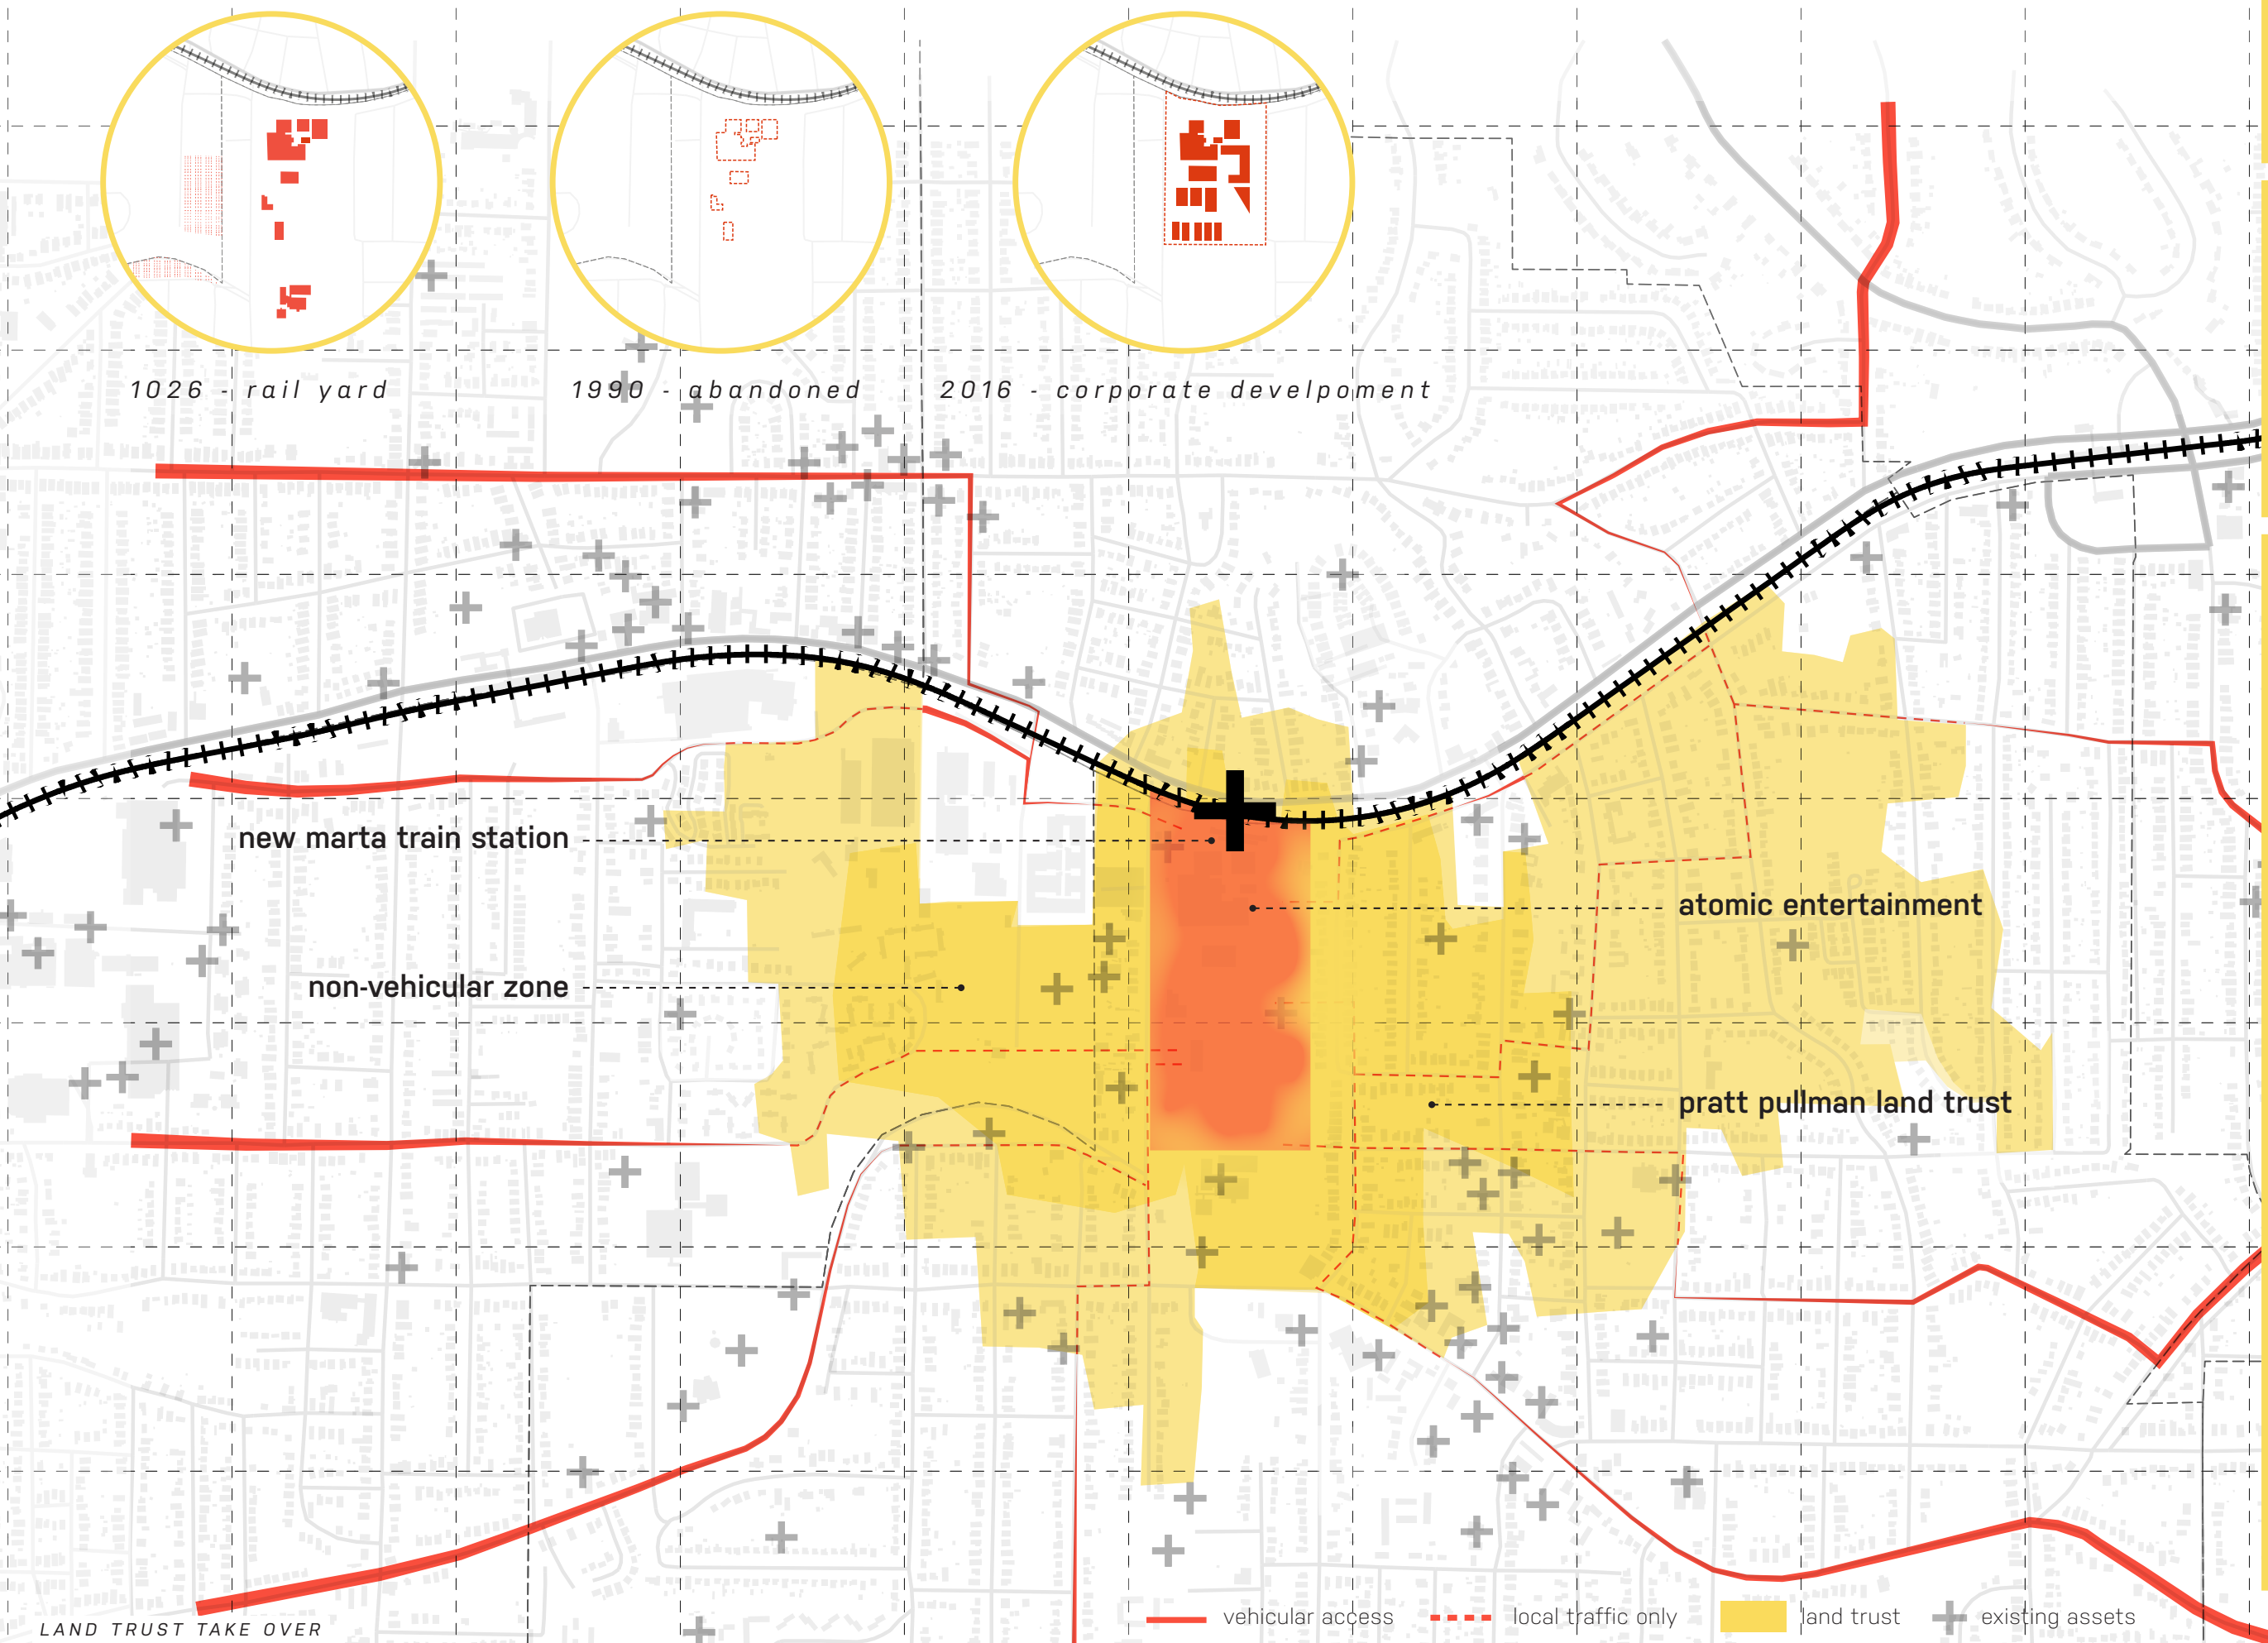 1026 - rail yard
1990 - abandoned
2016 - corporate develpoment
new marta train station
atomic entertainment
non-vehicular zone
pratt pullman land trust
vehicular access
local traffic only
land trust
existing assets
LAND TRUST TAKE OVER